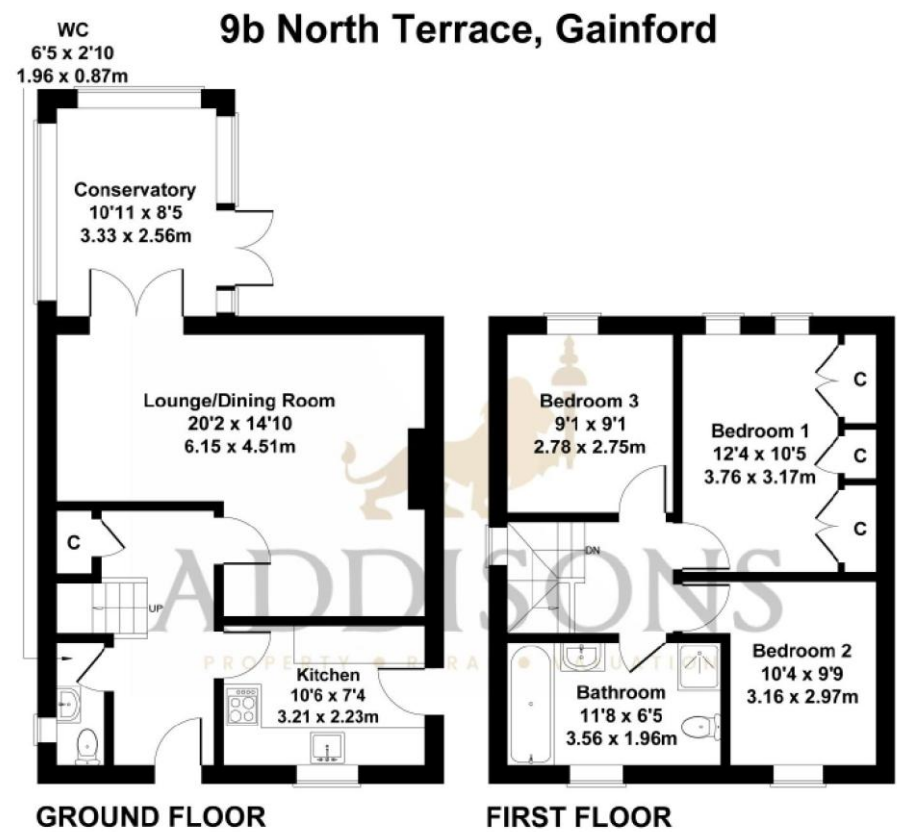 9b North Terrace, Gainford
WC
6'5 x 2'10
1.96 x 0.87m
Conservatory
10'11 x 8'5
3.33 x 2.56m
Lounge/Dining Room
20'2 x 14'10
6.15 x 4.51m
C
UP
Kitchen
10'6 x 7'4
3.21 x 2.23m
GROUND FLOOR
Bedroom 3
9'1 x 9'1
2.78 x 2.75m
Bedroom 1
12'4 x 10'5
3.76 x 3.17m
C
C
C
DN
Bedroom 2
10'4 x 9'9
3.16 x 2.97m
Bathroom
11'8 x 6'5
3.56 x 1.96m
FIRST FLOOR
ADDISONS
PROPERTY